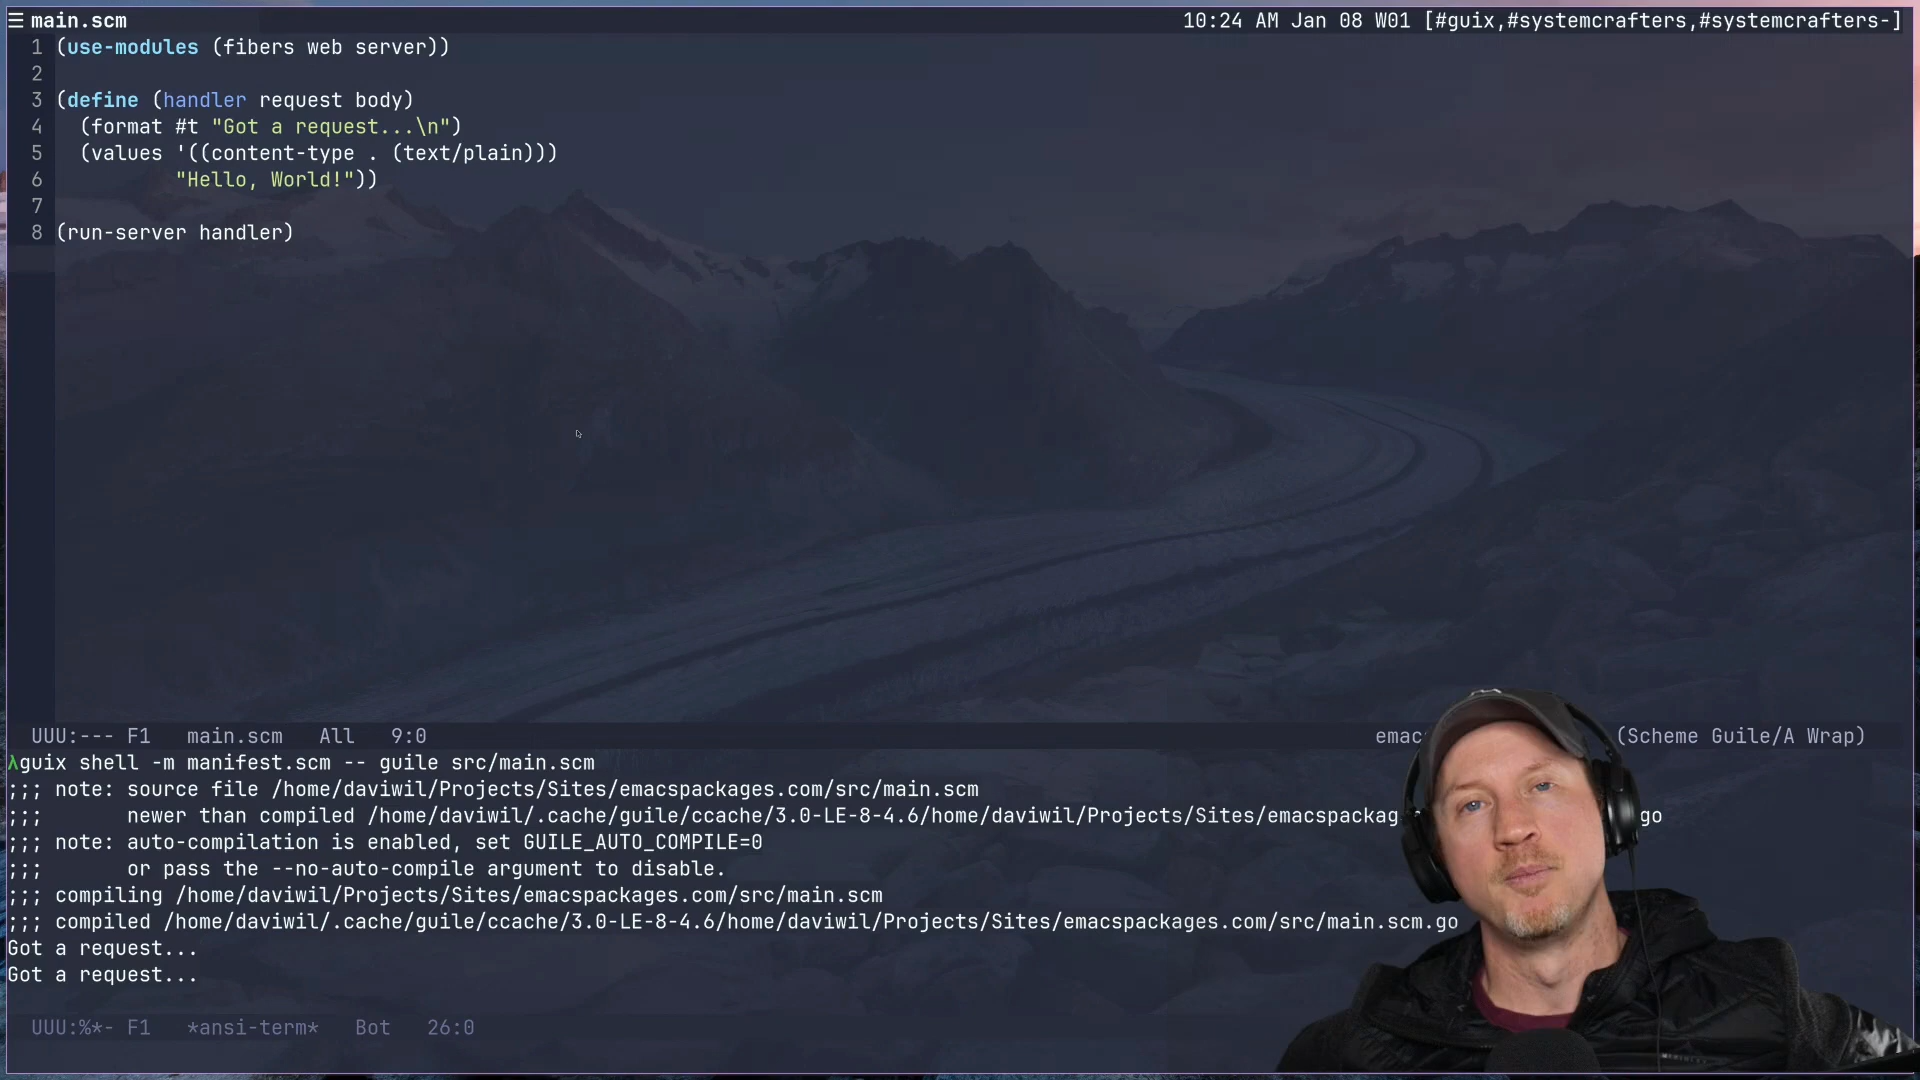 ☰ main.scm 10:24 AM Jan 08 W01 [#guix,#systemcrafters,#systemcrafters-]
1 (use-modules (fibers web server))
2
3 (define (handler request body)
4   (format #t "Got a request...\n")
5   (values '((content-type . (text/plain)))
6           "Hello, World!"))
7
8 (run-server handler)
UUU:--- F1 main.scm All 9:0 emac (Scheme Guile/A Wrap)
λguix shell -m manifest.scm -- guile src/main.scm
;;; note: source file /home/daviwil/Projects/Sites/emacspackages.com/src/main.scm
;;;       newer than compiled /home/daviwil/.cache/guile/ccache/3.0-LE-8-4.6/home/daviwil/Projects/Sites/emacspackag go
;;; note: auto-compilation is enabled, set GUILE_AUTO_COMPILE=0
;;;       or pass the --no-auto-compile argument to disable.
;;; compiling /home/daviwil/Projects/Sites/emacspackages.com/src/main.scm
;;; compiled /home/daviwil/.cache/guile/ccache/3.0-LE-8-4.6/home/daviwil/Projects/Sites/emacspackages.com/src/main.scm.go
Got a request...
Got a request...
UUU:%*- F1 *ansi-term* Bot 26:0